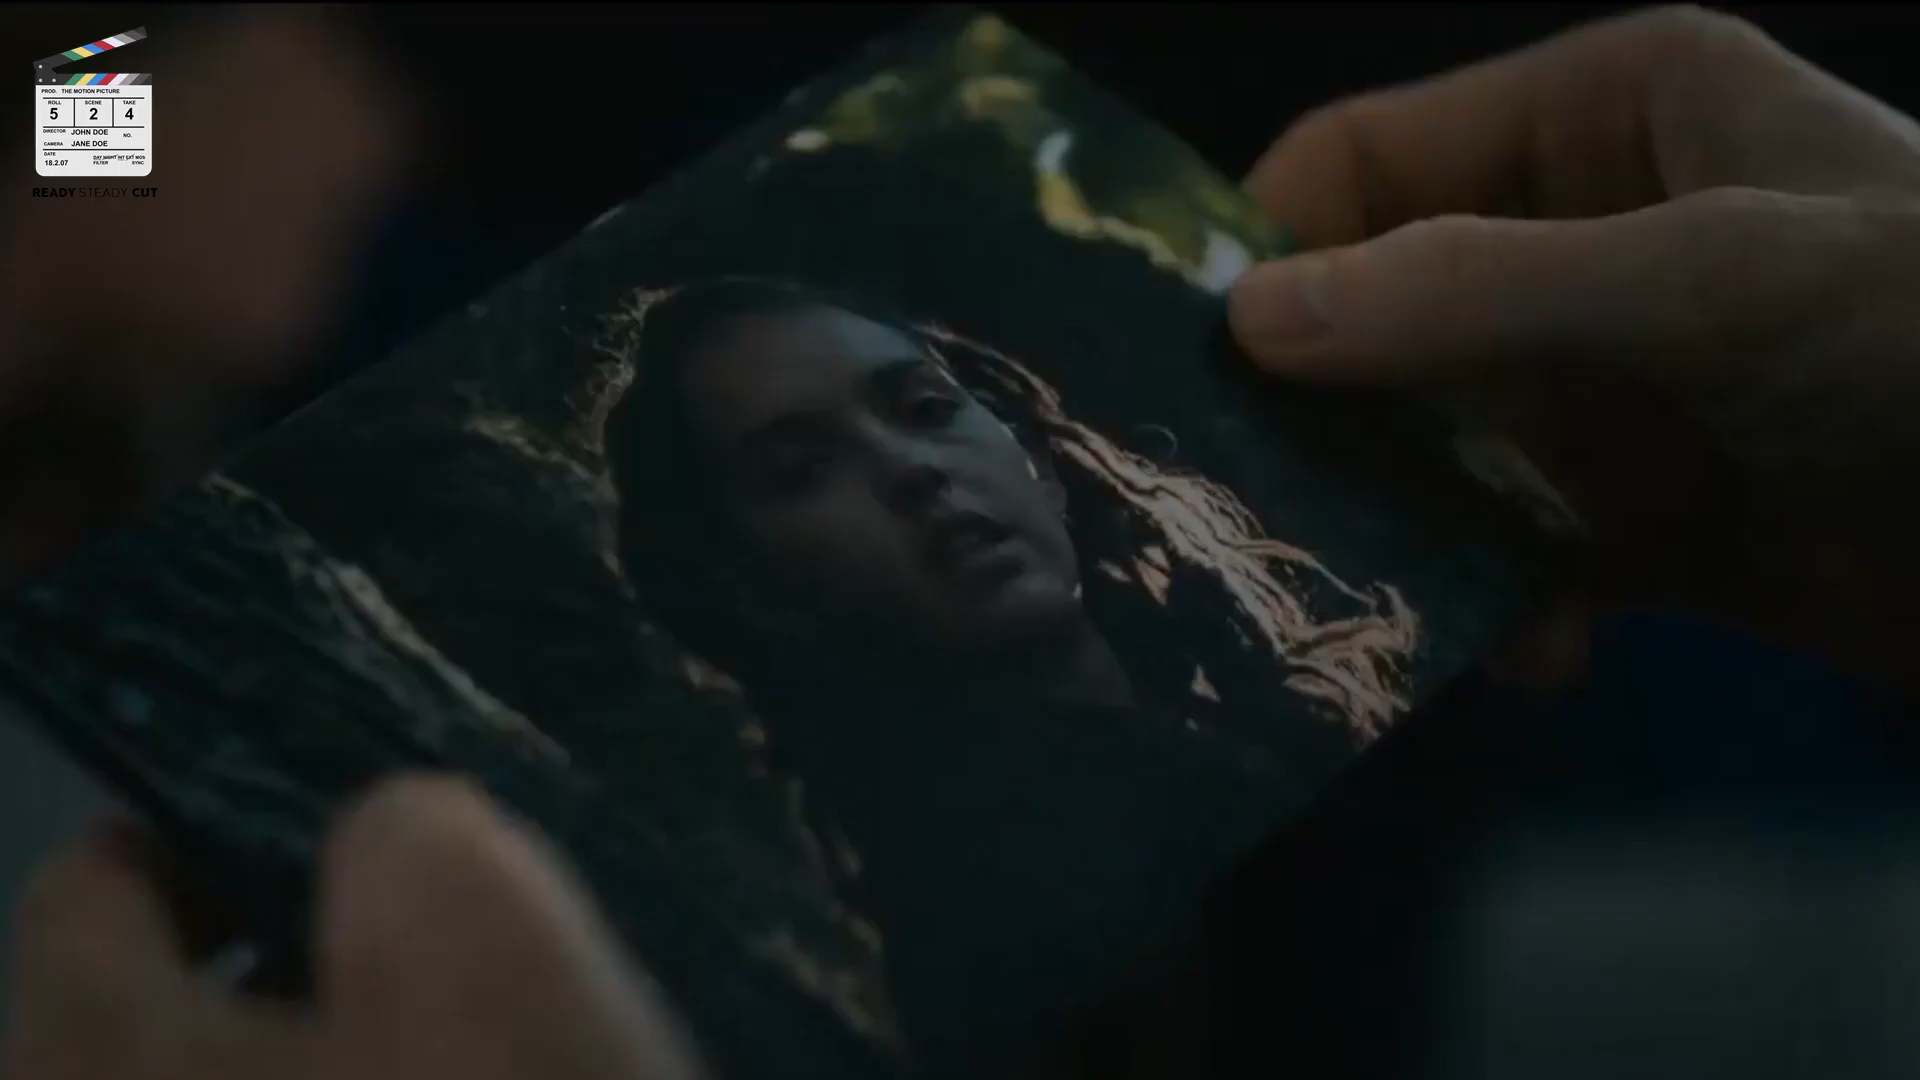 PROD. THE MOTION PICTURE
ROLL SCENE TAKE
5 2 4
DIRECTOR JOHN DOE NO.
CAMERA JANE DOE
DATE DAY NIGHT INT EXT MOS
18.2.07 FILTER SYNC
READY STEADY CUT